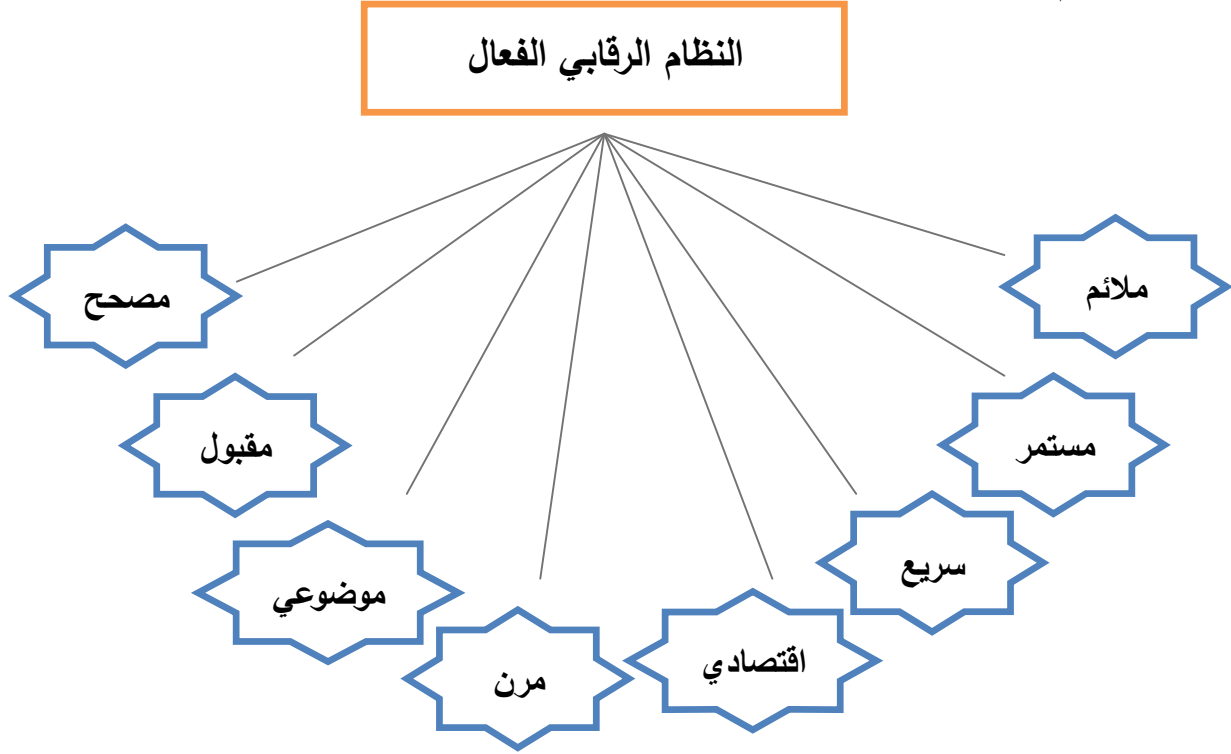 النظام الرقابي الفعال
ملائم
مستمر
سريع
اقتصادي
مرن
موضوعي
مقبول
مصحح